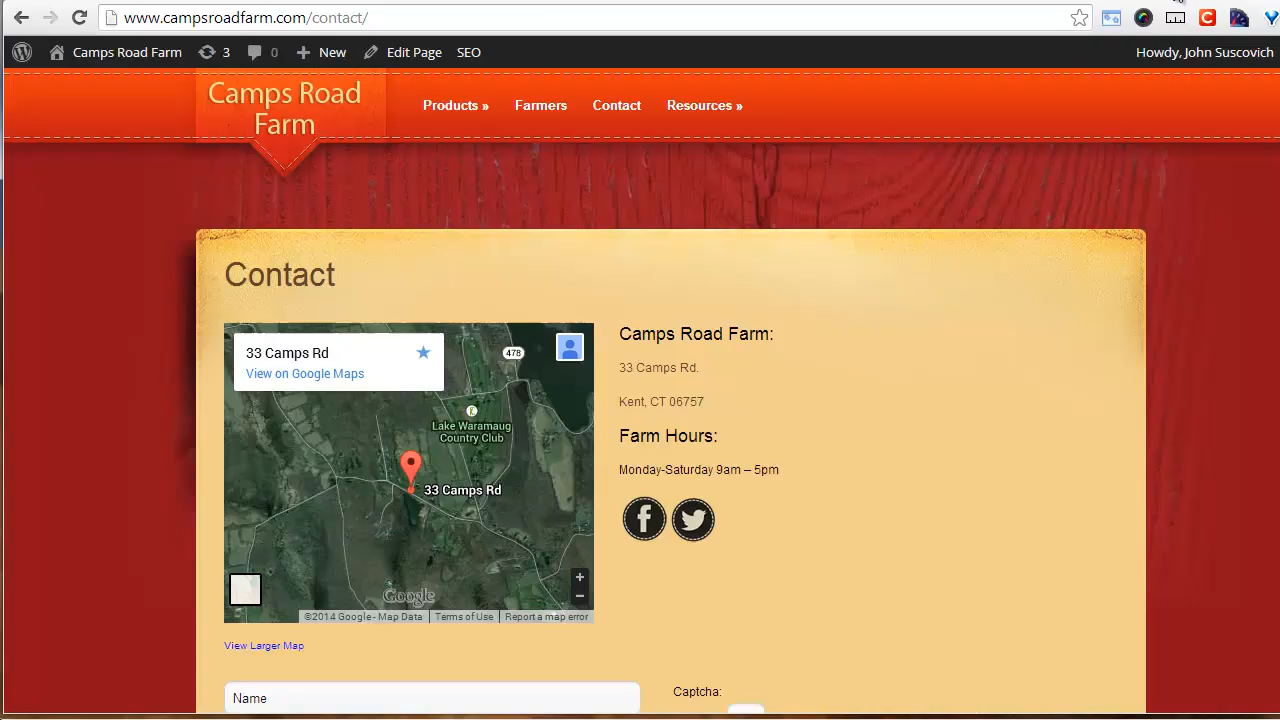 www.campsroadfarm.com/contact/
Camps Road Farm 3 0 New Edit Page SEO Howdy, John Suscovich
Camps Road
Farm
Products » Farmers Contact Resources »
Contact
33 Camps Rd
View on Google Maps
478
Lake Waramaug
Country Club
33 Camps Rd
Google
©2014 Google - Map Data Terms of Use Report a map error
View Larger Map
Camps Road Farm:
33 Camps Rd.
Kent, CT 06757
Farm Hours:
Monday-Saturday 9am – 5pm
Name
Captcha: